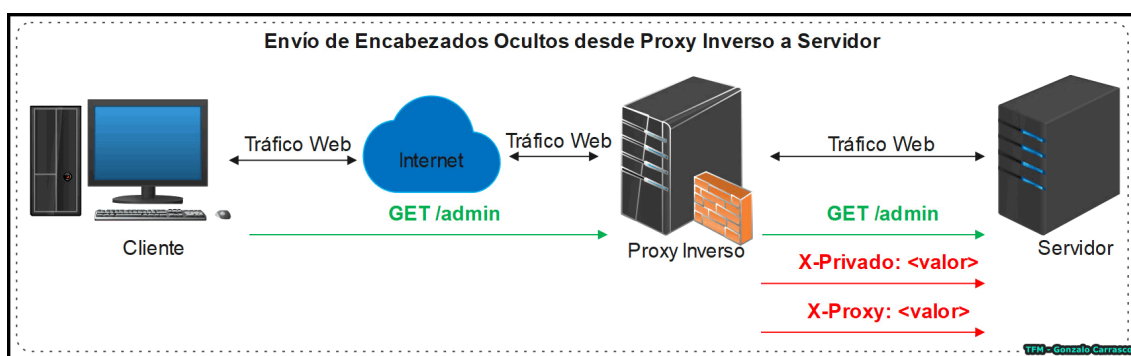 Envío de Encabezados Ocultos desde Proxy Inverso a Servidor
Tráfico Web
Internet
Tráfico Web
Tráfico Web
GET /admin
GET /admin
Cliente
Proxy Inverso
Servidor
X-Privado: <valor>
X-Proxy: <valor>
TFM - Gonzalo Carrasco